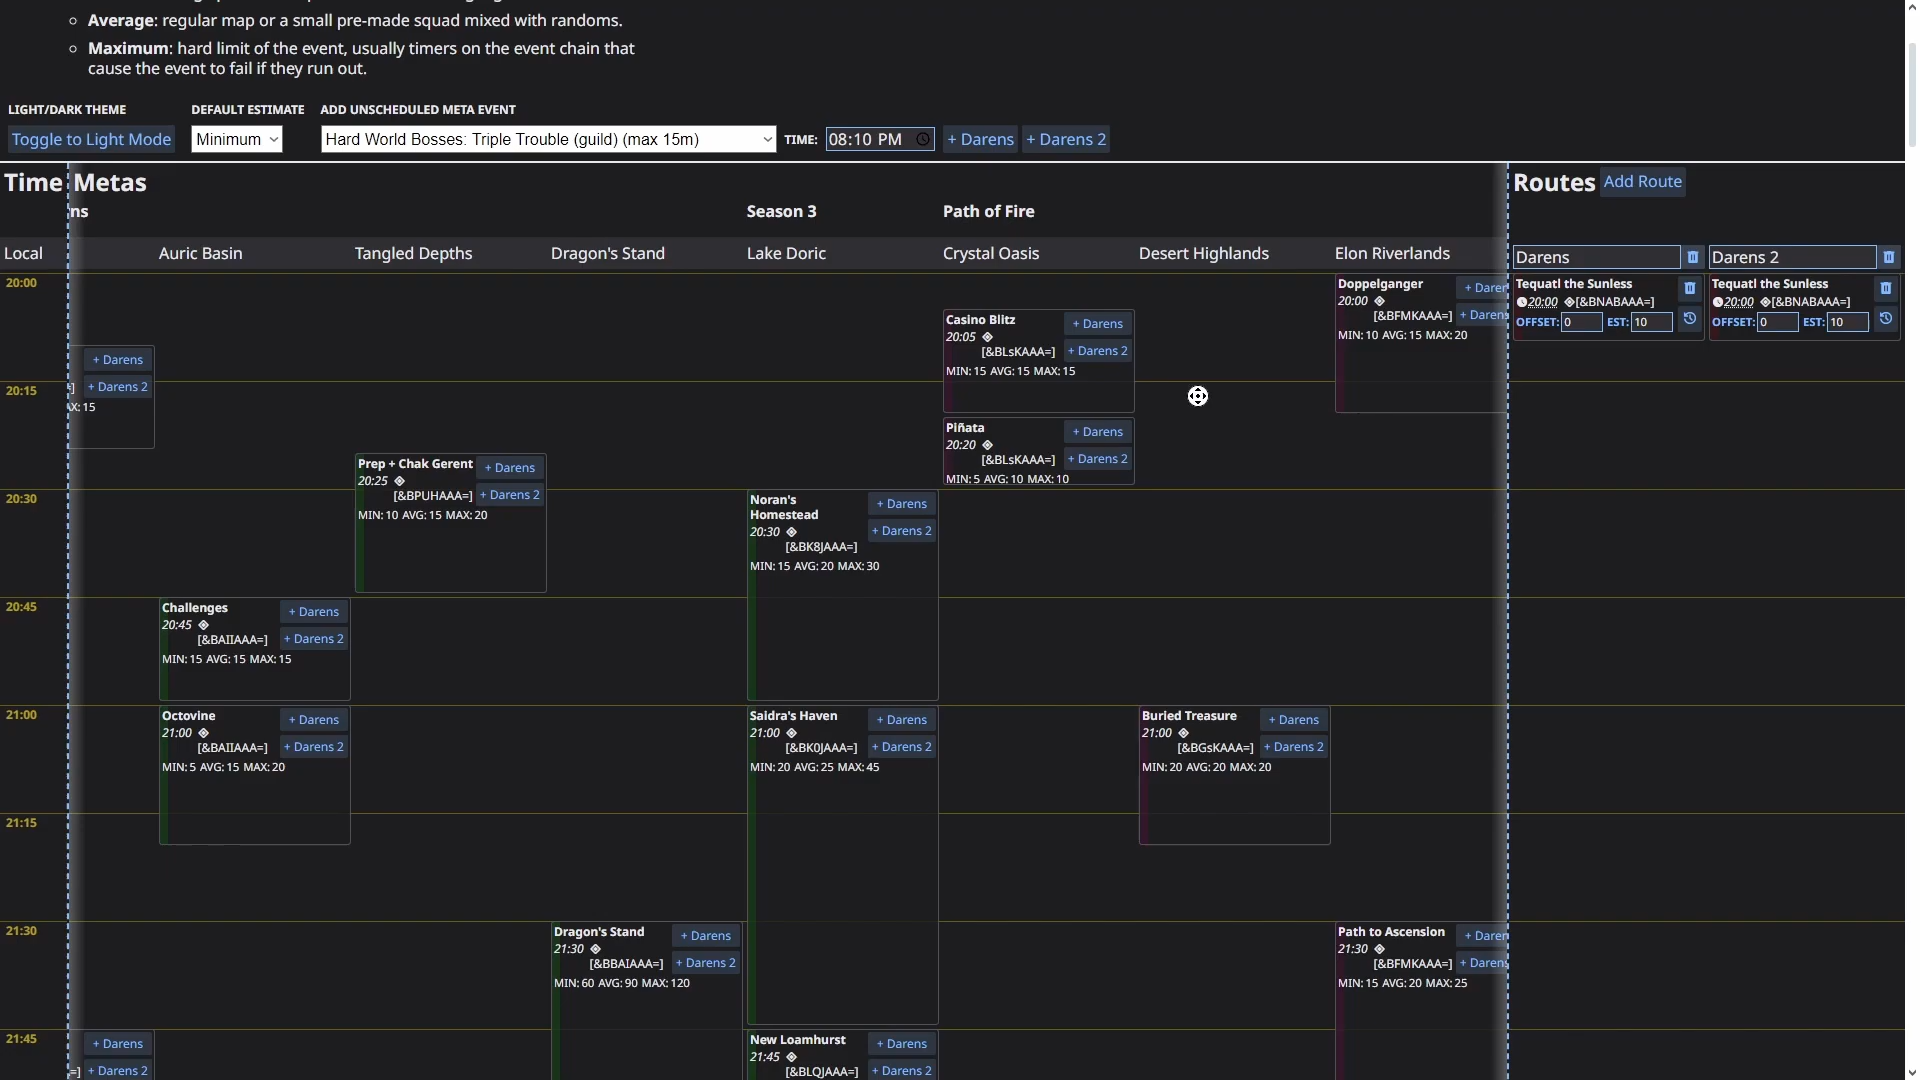 Average: regular map or a small pre-made squad mixed with randoms.
Maximum: hard limit of the event, usually timers on the event chain that
cause the event to fail if they run out.
LIGHT/DARK THEME
DEFAULT ESTIMATE
ADD UNSCHEDULED META EVENT
Toggle to Light Mode
Minimum
Hard World Bosses: Triple Trouble (guild) (max 15m)
TIME:
08:10 PM
+ Darens
+ Darens 2
Time
Metas
Routes
Add Route
ns
Season 3
Path of Fire
Local
Auric Basin
Tangled Depths
Dragon's Stand
Lake Doric
Crystal Oasis
Desert Highlands
Elon Riverlands
Darens
Darens 2
20:00
Doppelganger
+ Daren
20:00
[&BFMKAAA=]
+ Darens
MIN: 10 AVG: 15 MAX: 20
Tequatl the Sunless
20:00 [&BNABAAA=]
OFFSET: 0 EST: 10
Tequatl the Sunless
20:00 [&BNABAAA=]
OFFSET: 0 EST: 10
Casino Blitz
+ Darens
20:05
[&BLsKAAA=]
+ Darens 2
MIN: 15 AVG: 15 MAX: 15
+ Darens
=]
+ Darens 2
X: 15
20:15
Piñata
+ Darens
20:20
[&BLsKAAA=]
+ Darens 2
MIN: 5 AVG: 10 MAX: 10
Prep + Chak Gerent
+ Darens
20:25
[&BPUHAAA=]
+ Darens 2
MIN: 10 AVG: 15 MAX: 20
20:30
Noran's
Homestead
+ Darens
20:30
+ Darens 2
[&BK8JAAA=]
MIN: 15 AVG: 20 MAX: 30
20:45
Challenges
+ Darens
20:45
[&BAIIAAA=]
+ Darens 2
MIN: 15 AVG: 15 MAX: 15
21:00
Octovine
+ Darens
21:00
[&BAIIAAA=]
+ Darens 2
MIN: 5 AVG: 15 MAX: 20
Saidra's Haven
+ Darens
21:00
[&BK0JAAA=]
+ Darens 2
MIN: 20 AVG: 25 MAX: 45
Buried Treasure
+ Darens
21:00
[&BGsKAAA=]
+ Darens 2
MIN: 20 AVG: 20 MAX: 20
21:15
21:30
Dragon's Stand
+ Darens
21:30
[&BBAIAAA=]
+ Darens 2
MIN: 60 AVG: 90 MAX: 120
Path to Ascension
+ Daren
21:30
[&BFMKAAA=]
+ Darens
MIN: 15 AVG: 20 MAX: 25
21:45
+ Darens
=]
+ Darens 2
New Loamhurst
+ Darens
21:45
[&BLQJAAA=]
+ Darens 2